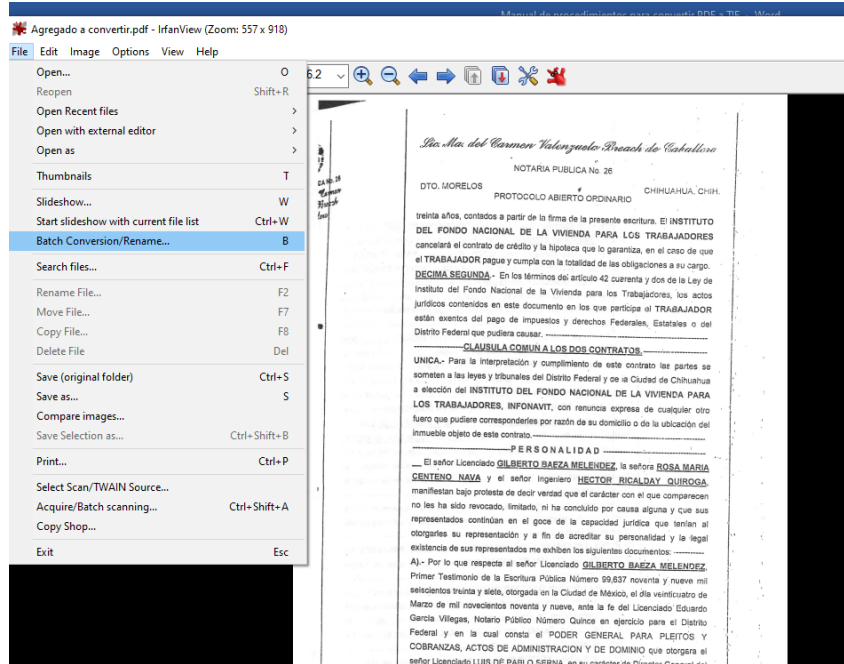 Manual de procedimientos para convertir PDF a TIF - Word
Agregado a convertir.pdf - IrfanView (Zoom: 557 x 918)
File Edit Image Options View Help
Open... O
Reopen Shift+R
Open Recent files >
Open with external editor >
Open as >
Thumbnails T
Slideshow... W
Start slideshow with current file list Ctrl+W
Batch Conversion/Rename... B
Search files... Ctrl+F
Rename File... F2
Move File... F7
Copy File... F8
Delete File Del
Save (original folder) Ctrl+S
Save as... S
Compare images...
Save Selection as... Ctrl+Shift+B
Print... Ctrl+P
Select Scan/TWAIN Source...
Acquire/Batch scanning... Ctrl+Shift+A
Copy Shop...
Exit Esc
6.2
Lic. Ma. del Carmen Valenzuela Breach de Caballero
NOTARIA PUBLICA No. 26
DTO. MORELOS
PROTOCOLO ABIERTO ORDINARIO
CHIHUAHUA, CHIH.
treinta años, contados a partir de la firma de la presente escritura. El INSTITUTO
DEL FONDO NACIONAL DE LA VIVIENDA PARA LOS TRABAJADORES
cancelará el contrato de crédito y la hipoteca que lo garantiza, en el caso de que
el TRABAJADOR pague y cumpla con la totalidad de las obligaciones a su cargo.
DECIMA SEGUNDA.- En los términos del artículo 42 cuarenta y dos de la Ley de
Instituto del Fondo Nacional de la Vivienda para los Trabajadores, los actos
jurídicos contenidos en este documento en los que participa el TRABAJADOR
están exentos del pago de impuestos y derechos Federales, Estatales o del
Distrito Federal que pudiera causar. ----------
----------CLAUSULA COMUN A LOS DOS CONTRATOS.----------
UNICA.- Para la interpretación y cumplimiento de este contrato las partes se
someten a las leyes y tribunales del Distrito Federal y de la Ciudad de Chihuahua
a elección del INSTITUTO DEL FONDO NACIONAL DE LA VIVIENDA PARA
LOS TRABAJADORES, INFONAVIT, con renuncia expresa de cualquier otro
fuero que pudiere corresponderles por razón de su domicilio o de la ubicación del
inmueble objeto de este contrato.----------
----------P E R S O N A L I D A D ----------
__ El señor Licenciado GILBERTO BAEZA MELENDEZ, la señora ROSA MARIA
CENTENO NAVA y el señor Ingeniero HECTOR RICALDAY QUIROGA,
manifiestan bajo protesta de decir verdad que el carácter con el que comparecen
no les ha sido revocado, limitado, ni ha concluido por causa alguna y que sus
representados continúan en el goce de la capacidad jurídica que tenían al
otorgarles su representación y a fin de acreditar su personalidad y la legal
existencia de sus representados me exhiben los siguientes documentos: ----------
A).- Por lo que respecta al señor Licenciado GILBERTO BAEZA MELENDEZ,
Primer Testimonio de la Escritura Pública Número 99,637 noventa y nueve mil
seiscientos treinta y siete, otorgada en la Ciudad de México, el día veinticuatro de
Marzo de mil novecientos noventa y nueve, ante la fe del Licenciado Eduardo
García Villegas, Notario Público Número Quince en ejercicio para el Distrito
Federal y en la cual consta el PODER GENERAL PARA PLEITOS Y
COBRANZAS, ACTOS DE ADMINISTRACION Y DE DOMINIO que otorgara el
señor Licenciado LUIS DE PABLO SERNA, en su carácter de Director General del